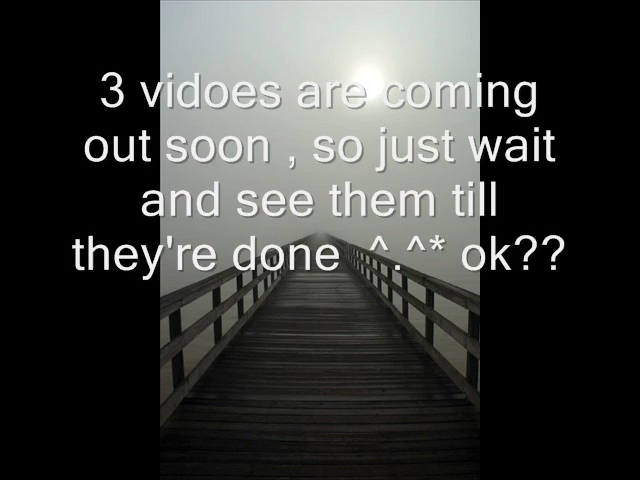 3 vidoes are coming
out soon , so just wait
and see them till
they're done ^.^* ok??